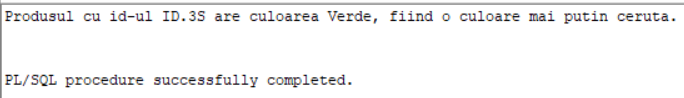 Produsul cu id-ul ID.3S are culoarea Verde, fiind o culoare mai putin ceruta.
PL/SQL procedure successfully completed.